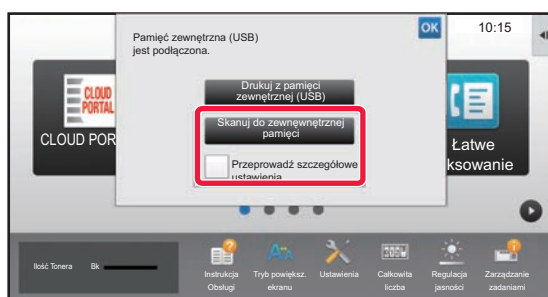 Pamięć zewnętrzna (USB)
jest podłączona.
OK
10:15
Drukuj z pamięci
zewnętrznej (USB)
Skanuj do zewnęwnętrznej
pamięci
Przeprowadź szczegółowe
ustawienia
CLOUD
PORTAL
CLOUD POR
Łatwe
ksowanie
Ilość Tonera
Bk
Instrukcja
Obsługi
Tryb powiększ.
ekranu
Ustawienia
Całkowita
liczba
Regulacja
jasności
Zarządzanie
zadaniami